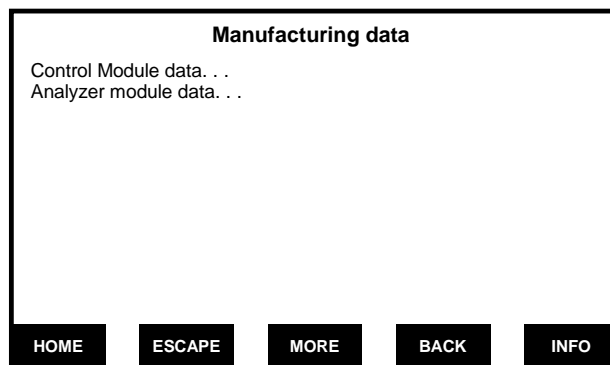 Manufacturing data
Control Module data. . .
Analyzer module data. . .
HOME ESCAPE MORE BACK INFO